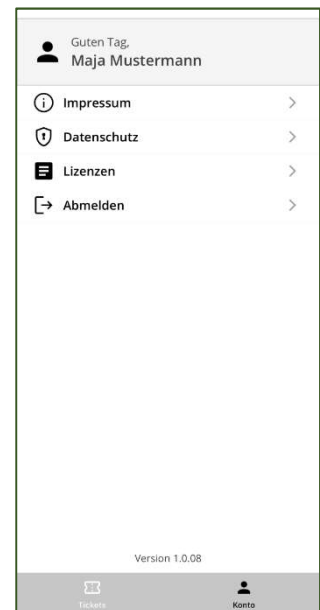 Guten Tag,
Maja Mustermann
Impressum
Datenschutz
Lizenzen
Abmelden
Version 1.0.08
Tickets
Konto